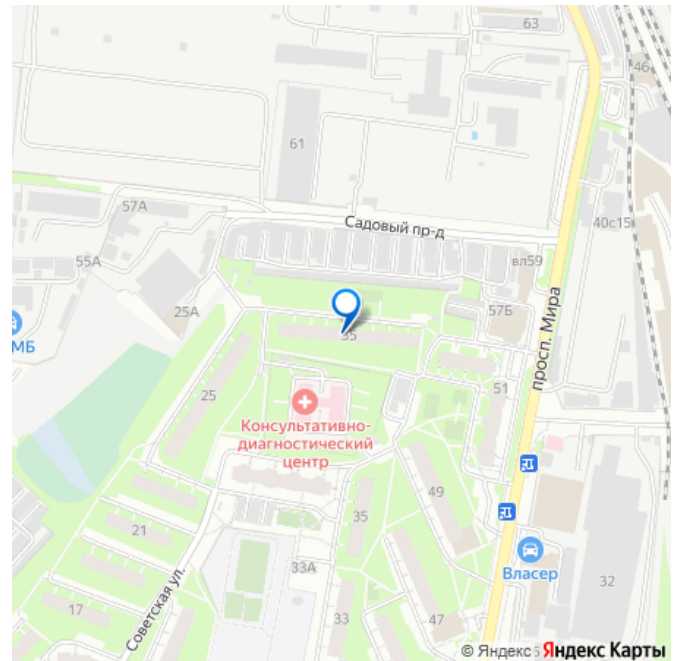 63
46
61
57А
Садовый пр-д
40с15
55А
вл59
25А
57Б
МБ
35
просп. Мира
25
51
Консультативно-
диагностический
центр
49
21
35
33А
Власер
32
17
Советская ул.
33
47
© Яндекс Яндекс Карты